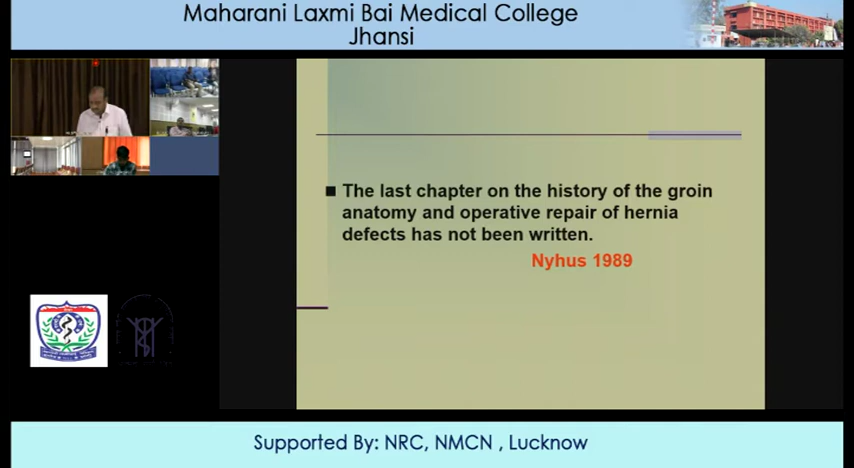 Maharani Laxmi Bai Medical College
Jhansi
■ The last chapter on the history of the groin
anatomy and operative repair of hernia
defects has not been written.
Nyhus 1989
Supported By: NRC, NMCN , Lucknow